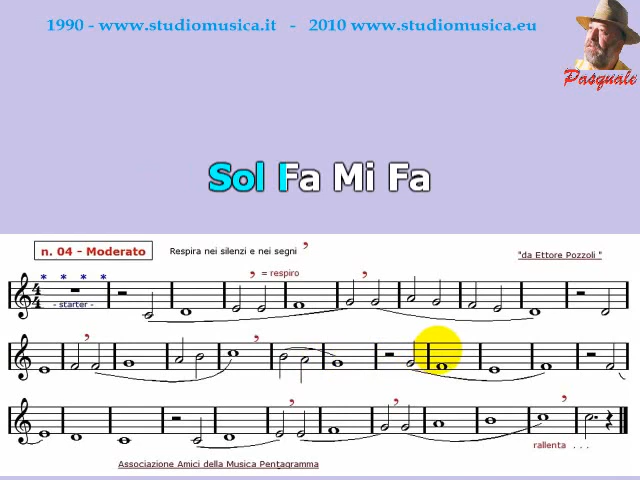 1990 - www.studiomusica.it - 2010 www.studiomusica.eu
Pasquale
Sol Fa Mi Fa
n. 04 - Moderato
Respira nei silenzi e nei segni ,
"da Ettore Pozzoli "
* * * *
, = respiro
- starter -
rallenta . . .
Associazione Amici della Musica Pentagramma